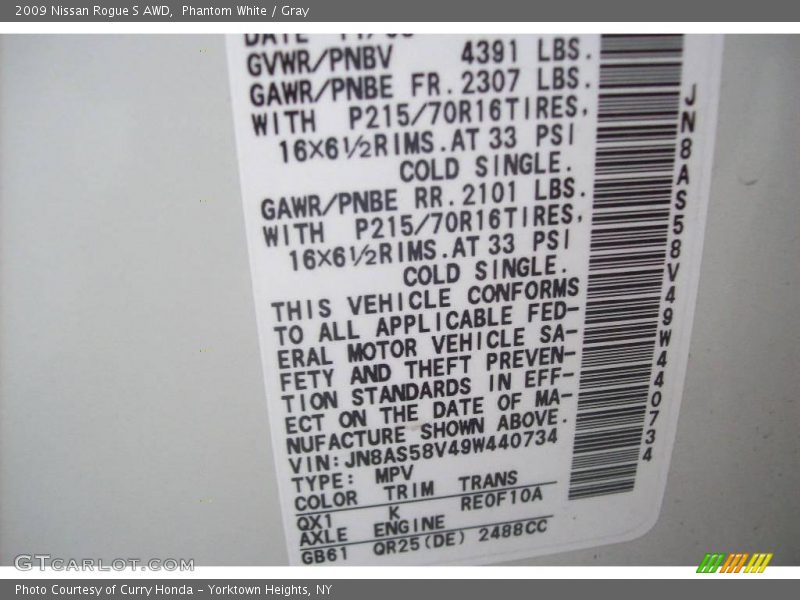 2009 Nissan Rogue S AWD,  Phantom White / Gray
DATE
GVWR/PNBV 4391 LBS.
GAWR/PNBE FR. 2307 LBS.
WITH P215/70R16TIRES,
16X6½RIMS. AT 33 PSI
COLD SINGLE.
GAWR/PNBE RR. 2101 LBS.
WITH P215/70R16TIRES,
16X6½RIMS. AT 33 PSI
COLD SINGLE.
THIS VEHICLE CONFORMS
TO ALL APPLICABLE FED-
ERAL MOTOR VEHICLE SA-
FETY AND THEFT PREVEN-
TION STANDARDS IN EFF-
ECT ON THE DATE OF MA-
NUFACTURE SHOWN ABOVE.
VIN:JN8AS58V49W440734
TYPE: MPV
COLOR TRIM TRANS
QX1 K RE0F10A
AXLE ENGINE
GB61 QR25(DE) 2488CC
JN8AS58V49W440734
GTCARLOT.COM
Photo Courtesy of Curry Honda - Yorktown Heights, NY